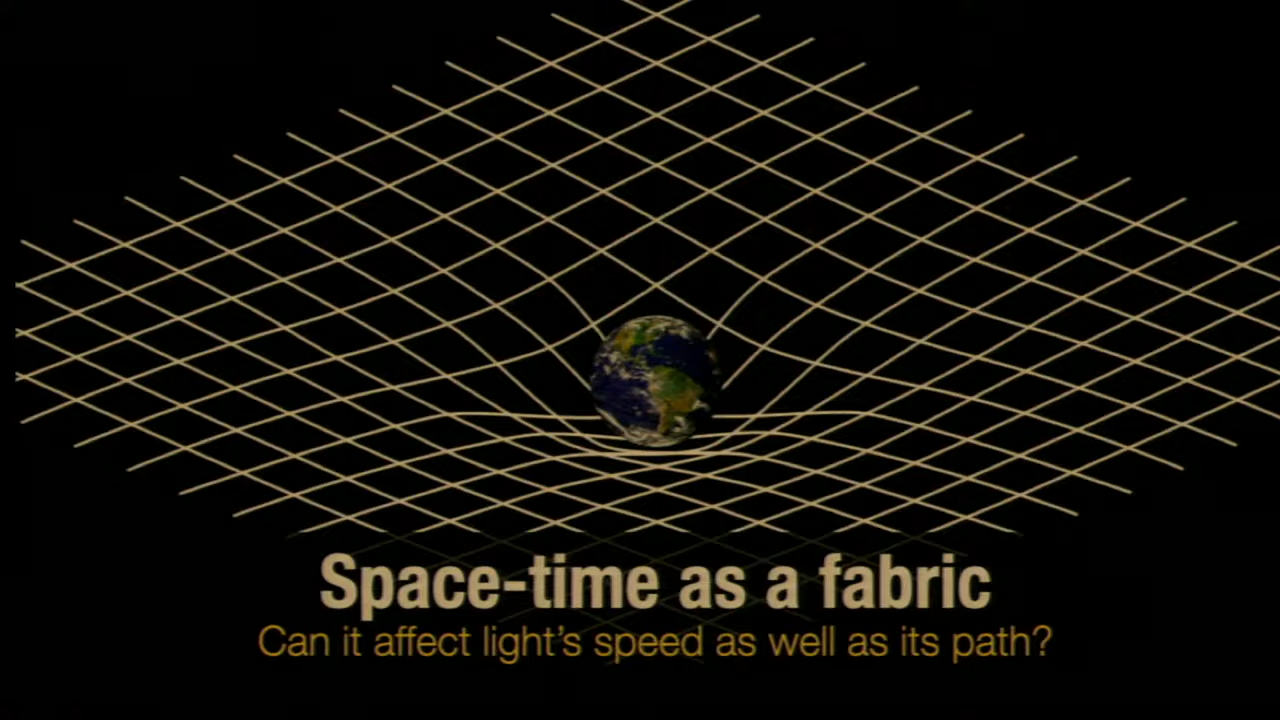 Space-time as a fabric
Can it affect light's speed as well as its path?